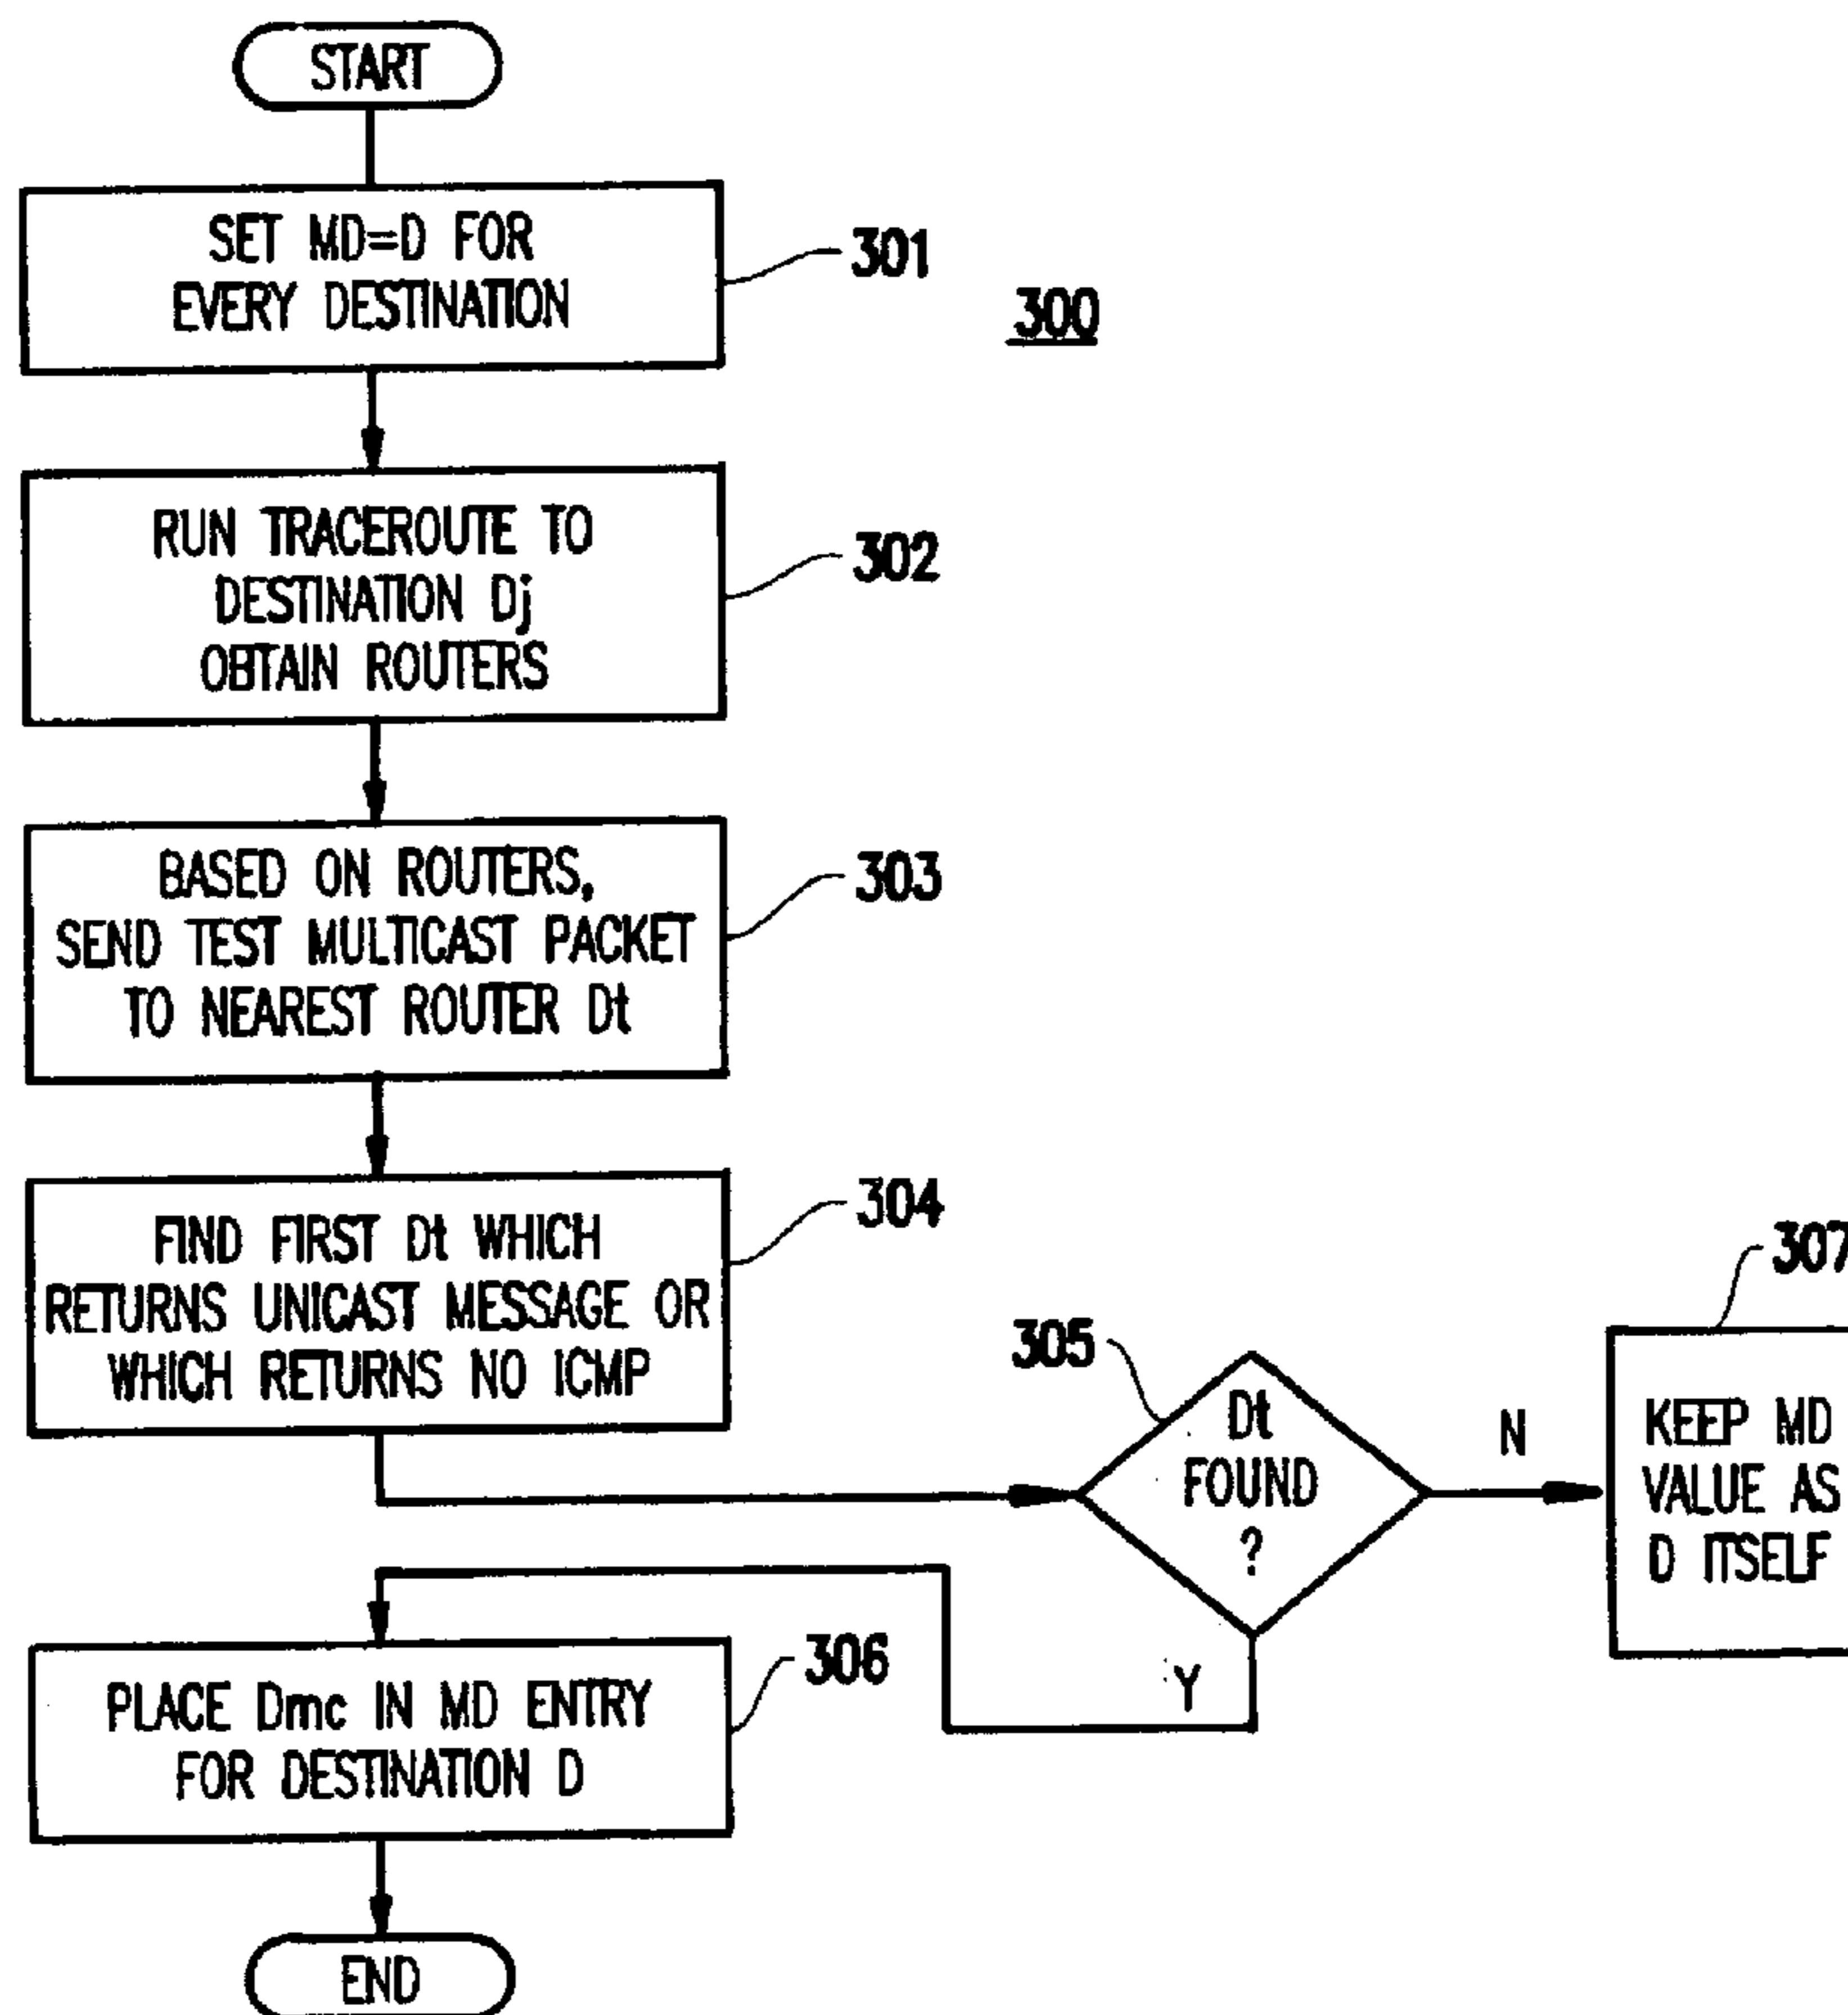 START
SET MD=D FOR
EVERY DESTINATION
301
300
RUN TRACEROUTE TO
DESTINATION Dj
OBTAIN ROUTERS
302
BASED ON ROUTERS,
SEND TEST MULTICAST PACKET
TO NEAREST ROUTER Dt
303
FIND FIRST Dt WHICH
RETURNS UNICAST MESSAGE OR
WHICH RETURNS NO ICMP
304
305
Dt
FOUND
?
N
307
KEEP MD
VALUE AS
D ITSELF
Y
306
PLACE Dmc IN MD ENTRY
FOR DESTINATION D
END